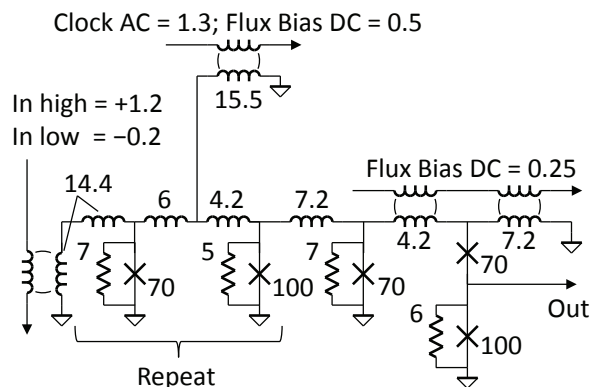 Clock AC = 1.3; Flux Bias DC = 0.5
15.5
In high = +1.2
In low = −0.2
Flux Bias DC = 0.25
14.4
6
4.2
7.2
4.2
7.2
7
70
5
100
7
70
70
Out
6
100
Repeat